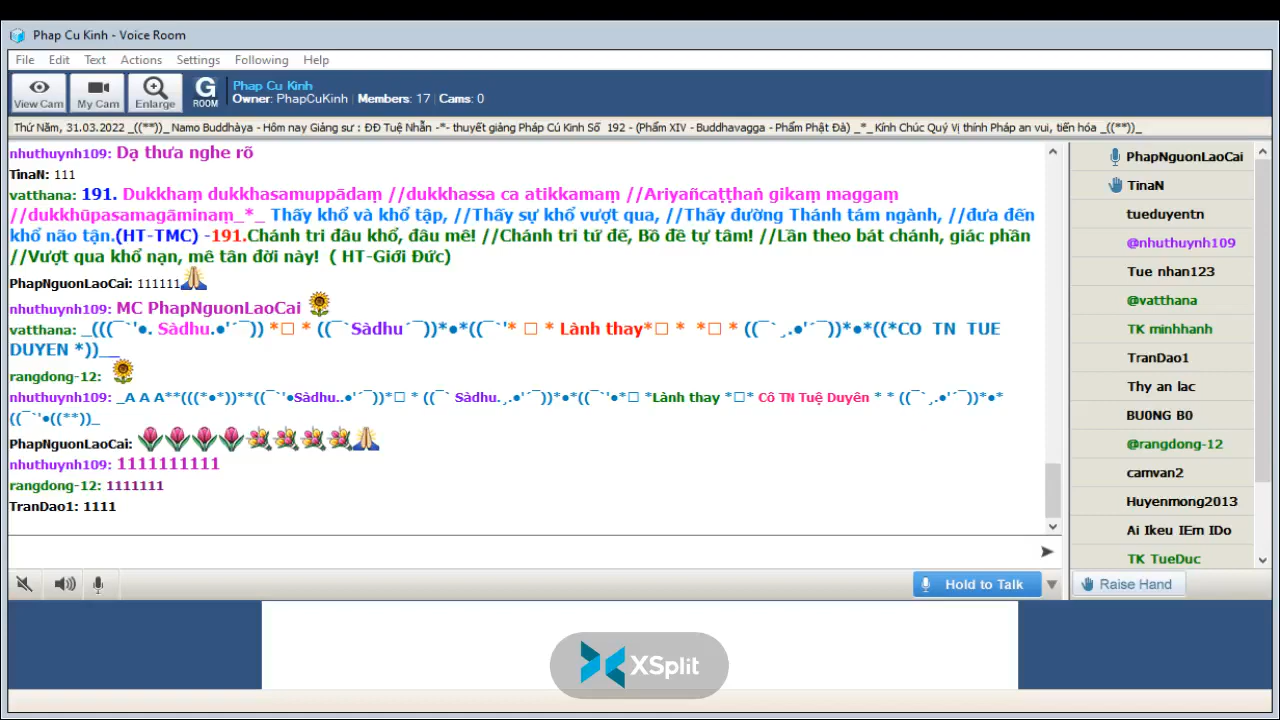 Phap Cu Kinh - Voice Room
File Edit Text Actions Settings Following Help
View Cam My Cam Enlarge G ROOM
Phap Cu Kinh
Owner: PhapCuKinh | Members: 17 | Cams: 0
Thứ Năm, 31.03.2022 _((**))_ Namo Buddhàya - Hôm nay Giảng sư : ĐĐ Tuệ Nhẫn -*- thuyết giảng Pháp Cú Kinh Số 192 - (Phẩm XIV - Buddhavagga - Phẩm Phật Đà) _*_ Kính Chúc Quý Vị thính Pháp an vui, tiến hóa _((**))_
nhuthuynh109: Dạ thưa nghe rõ
TinaN: 111
vatthana: 191. Dukkhaṃ dukkhasamuppādaṃ //dukkhassa ca atikkamaṃ //Ariyañcaṭṭhaṅ gikaṃ maggaṃ
//dukkhūpasamagāminaṃ_*_ Thấy khổ và khổ tập, //Thấy sự khổ vượt qua, //Thấy đường Thánh tám ngành, //đưa đến
khổ não tận.(HT-TMC) -191.Chánh tri đâu khổ, đâu mê! //Chánh tri tứ đế, Bồ đề tự tâm! //Lần theo bát chánh, giác phần
//Vượt qua khổ nạn, mê tân đời này! ( HT-Giới Đức)
PhapNguonLaoCai: 111111
nhuthuynh109: MC PhapNguonLaoCai
vatthana: _(((¯`'●. Sàdhu.●'´¯)) *□ * ((¯`Sàdhu´¯))*●*((¯`'* □ * Lành thay*□ * *□ * ((¯`¸.●'´¯))*●*((*CO TN TUE
DUYEN *))__
rangdong-12:
nhuthuynh109: _A A A**(((*●*))**((¯`'●Sàdhu..●'´¯))*□ * ((¯` Sàdhu.¸.●'´¯))*●*((¯`'●*□ *Lành thay *□* Cô TN Tuệ Duyên * * ((¯`¸.●'´¯))*●*
((¯`'●((**))_
PhapNguonLaoCai:
nhuthuynh109: 1111111111
rangdong-12: 1111111
TranDao1: 1111
Hold to Talk
PhapNguonLaoCai
TinaN
tueduyentn
@nhuthuynh109
Tue nhan123
@vatthana
TK minhhanh
TranDao1
Thy an lac
BU0NG B0
@rangdong-12
camvan2
Huyenmong2013
Ai Ikeu IEm IDo
TK TueDuc
Raise Hand
XSplit